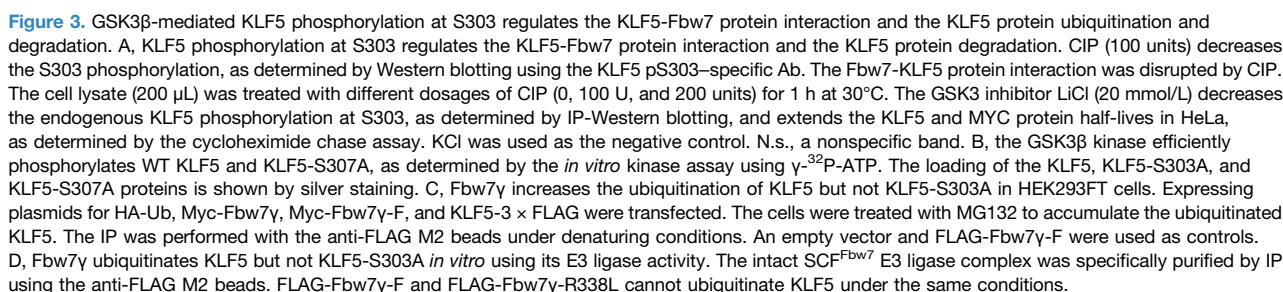 Figure 3. GSK3β-mediated KLF5 phosphorylation at S303 regulates the KLF5-Fbw7 protein interaction and the KLF5 protein ubiquitination and
degradation. A, KLF5 phosphorylation at S303 regulates the KLF5-Fbw7 protein interaction and the KLF5 protein degradation. CIP (100 units) decreases
the S303 phosphorylation, as determined by Western blotting using the KLF5 pS303–specific Ab. The Fbw7-KLF5 protein interaction was disrupted by CIP.
The cell lysate (200 μL) was treated with different dosages of CIP (0, 100 U, and 200 units) for 1 h at 30°C. The GSK3 inhibitor LiCl (20 mmol/L) decreases
the endogenous KLF5 phosphorylation at S303, as determined by IP-Western blotting, and extends the KLF5 and MYC protein half-lives in HeLa,
as determined by the cycloheximide chase assay. KCl was used as the negative control. N.s., a nonspecific band. B, the GSK3β kinase efficiently
phosphorylates WT KLF5 and KLF5-S307A, as determined by the in vitro kinase assay using γ-³²P-ATP. The loading of the KLF5, KLF5-S303A, and
KLF5-S307A proteins is shown by silver staining. C, Fbw7γ increases the ubiquitination of KLF5 but not KLF5-S303A in HEK293FT cells. Expressing
plasmids for HA-Ub, Myc-Fbw7γ, Myc-Fbw7γ-F, and KLF5-3 × FLAG were transfected. The cells were treated with MG132 to accumulate the ubiquitinated
KLF5. The IP was performed with the anti-FLAG M2 beads under denaturing conditions. An empty vector and FLAG-Fbw7γ-F were used as controls.
D, Fbw7γ ubiquitinates KLF5 but not KLF5-S303A in vitro using its E3 ligase activity. The intact SCF^Fbw7 E3 ligase complex was specifically purified by IP
using the anti-FLAG M2 beads. FLAG-Fbw7γ-F and FLAG-Fbw7γ-R338L cannot ubiquitinate KLF5 under the same conditions.